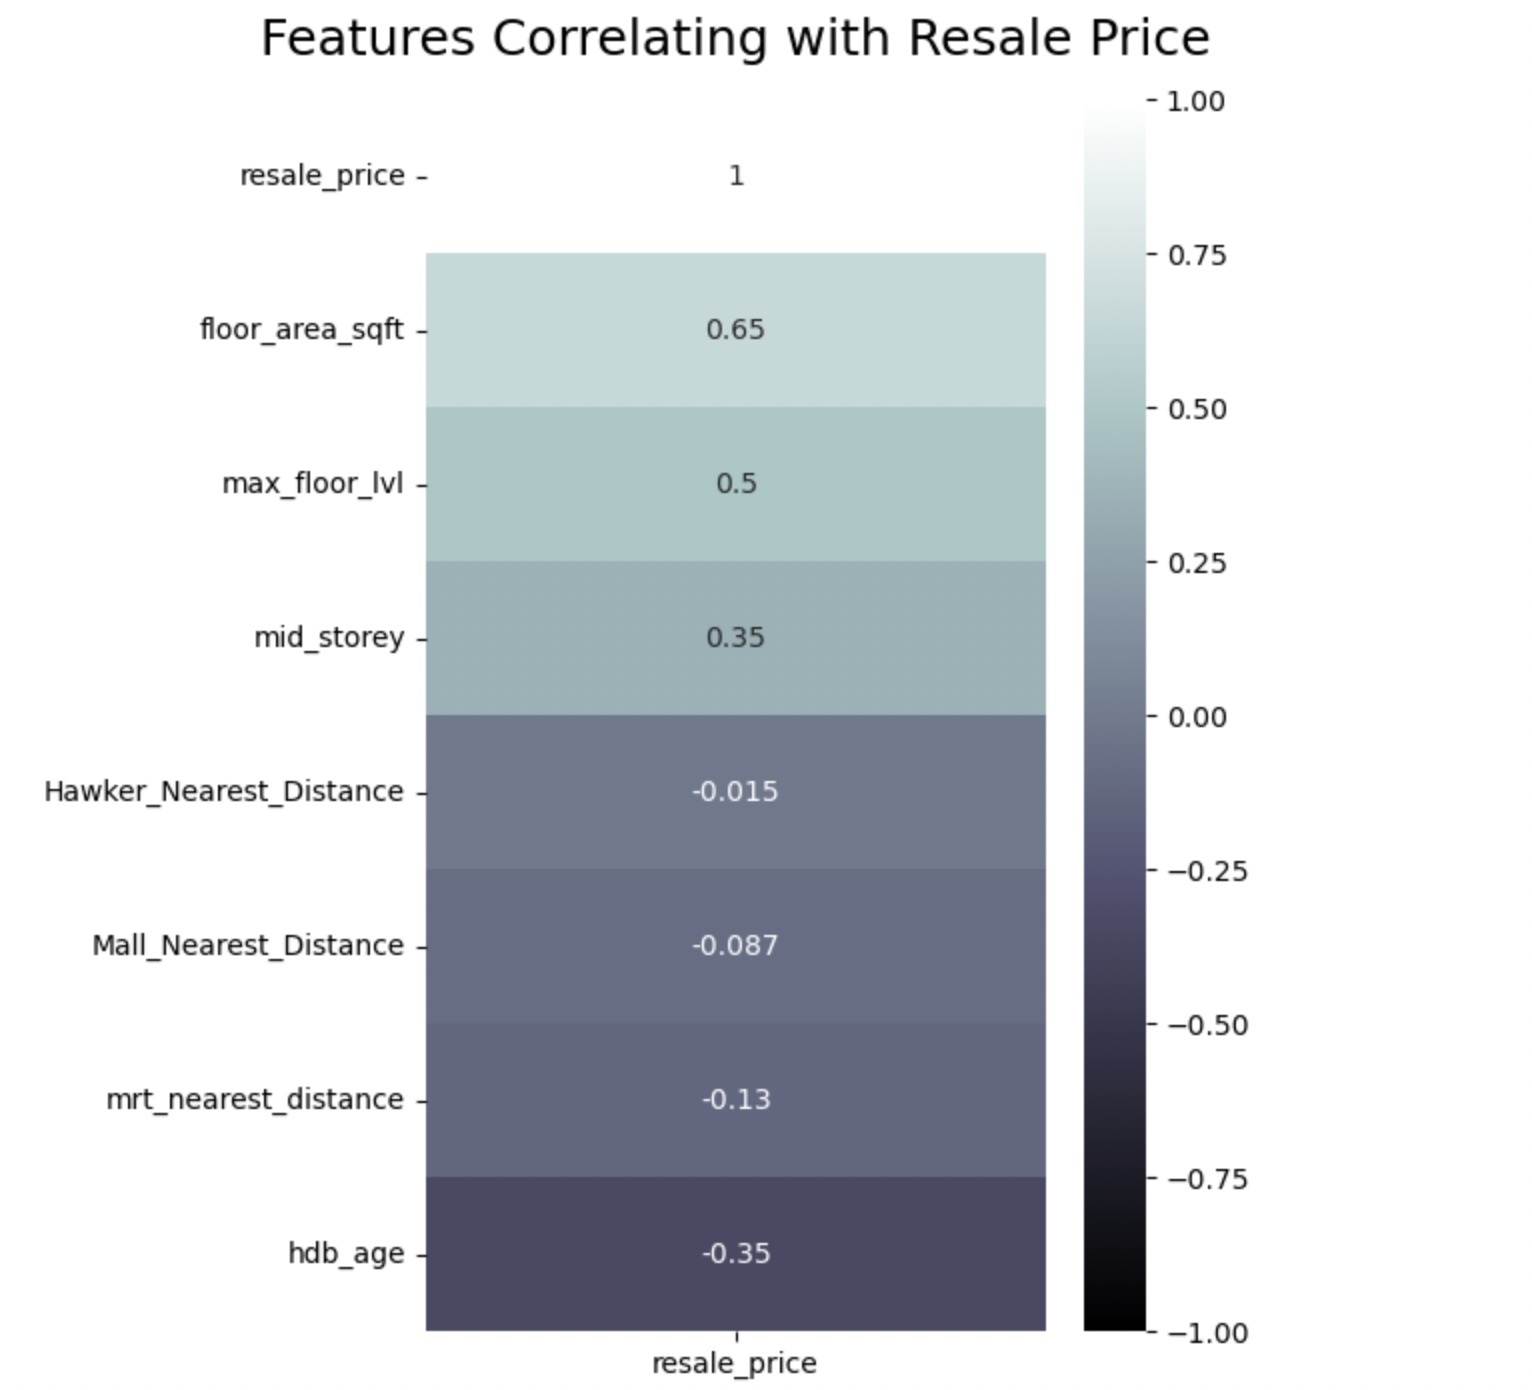 Features Correlating with Resale Price
resale_price
1
floor_area_sqft
0.65
max_floor_lvl
0.5
mid_storey
0.35
Hawker_Nearest_Distance
-0.015
Mall_Nearest_Distance
-0.087
mrt_nearest_distance
-0.13
hdb_age
-0.35
resale_price
1.00
0.75
0.50
0.25
0.00
−0.25
−0.50
−0.75
−1.00